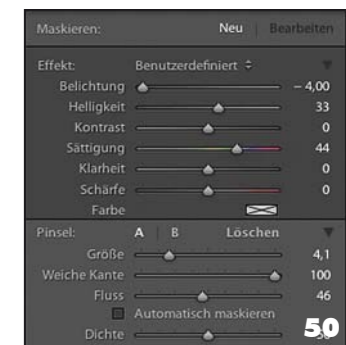 Maskieren: Neu | Bearbeiten
Effekt: Benutzerdefiniert
Belichtung – 4,00
Helligkeit 33
Kontrast 0
Sättigung 44
Klarheit 0
Schärfe 0
Farbe
Pinsel: A | B Löschen
Größe 4,1
Weiche Kante 100
Fluss 46
Automatisch maskieren
Dichte
50